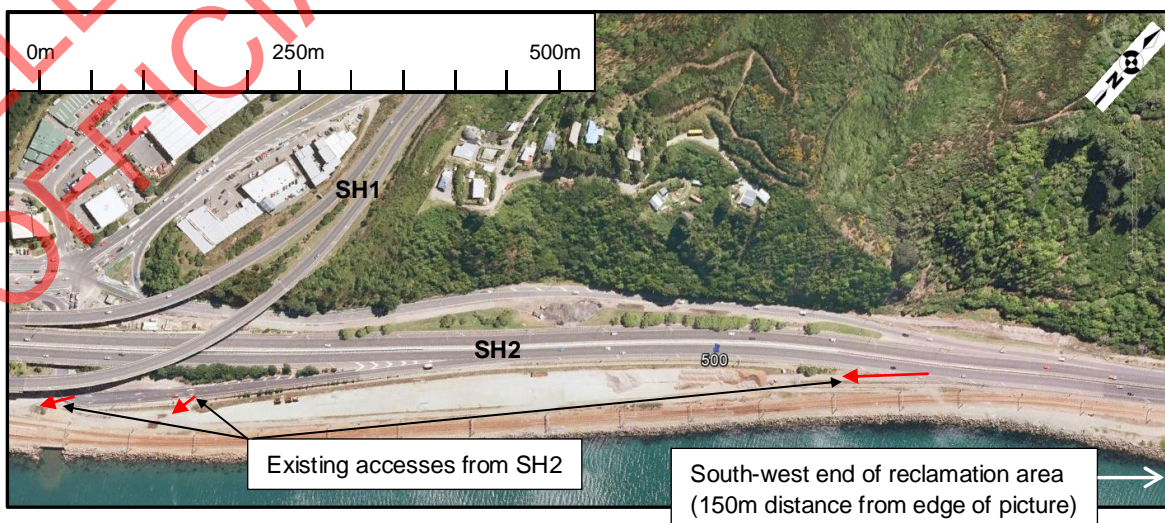 0m 250m 500m
N
SH1
SH2
500
Existing accesses from SH2
South-west end of reclamation area
(150m distance from edge of picture)